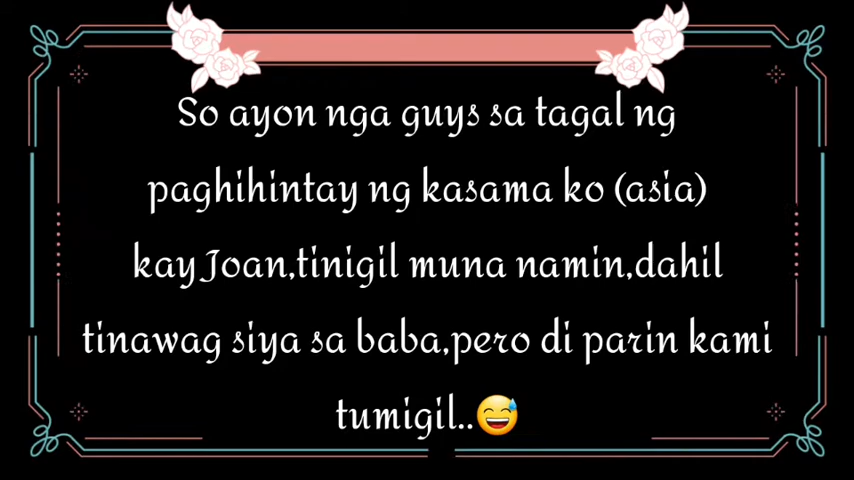 So ayon nga guys sa tagal ng
paghihintay ng kasama ko (asia)
kay Joan,tinigil muna namin,dahil
tinawag siya sa baba,pero di parin kami
tumigil..😅